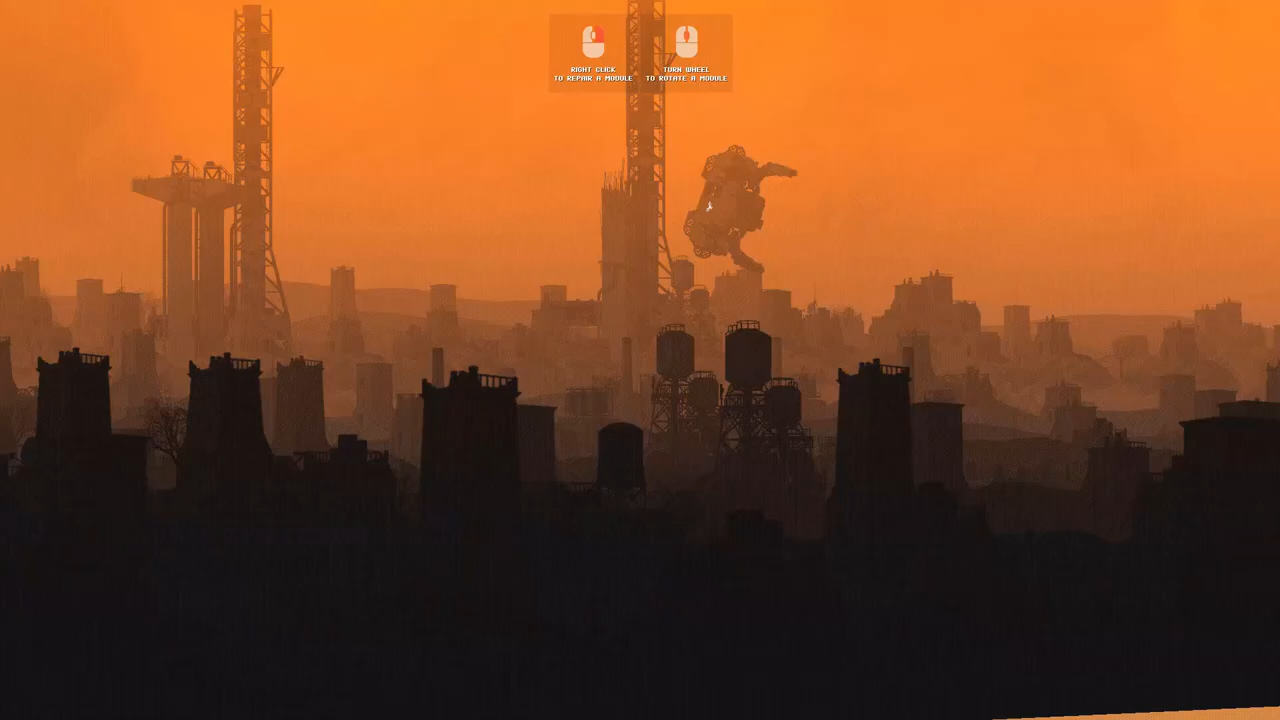 RIGHT CLICK
TO REPAIR A MODULE
TURN WHEEL
TO ROTATE A MODULE